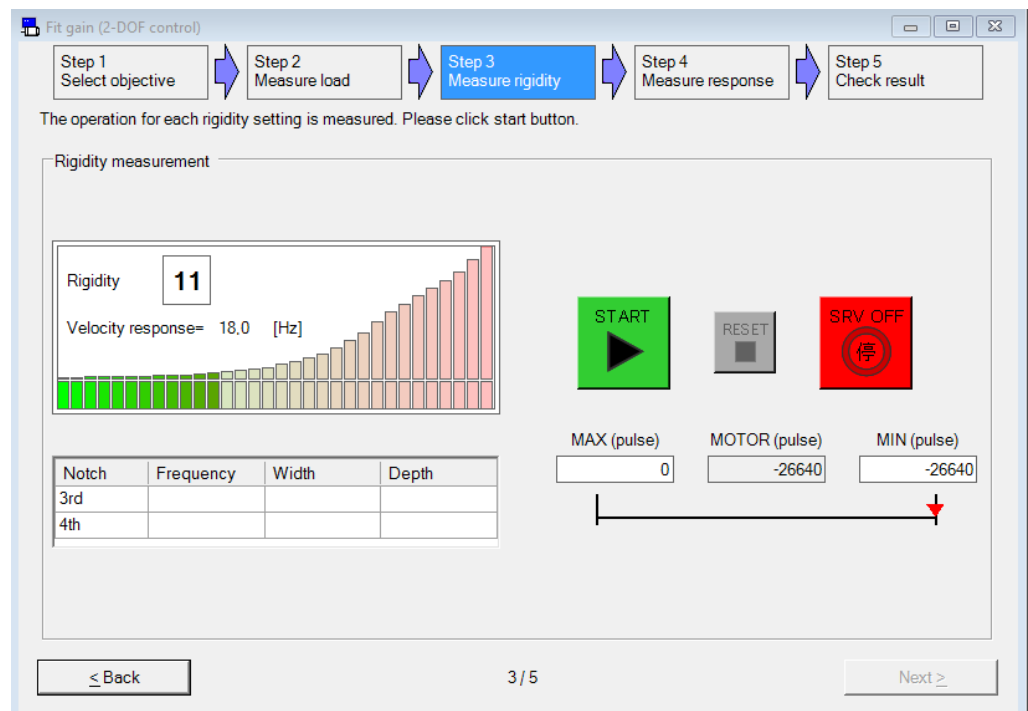 Fit gain (2-DOF control)
Step 1
Select objective
Step 2
Measure load
Step 3
Measure rigidity
Step 4
Measure response
Step 5
Check result
The operation for each rigidity setting is measured. Please click start button.
Rigidity measurement
Rigidity 11
Velocity response= 18,0 [Hz]
START
RESET
SRV OFF
停
MAX (pulse) MOTOR (pulse) MIN (pulse)
0 -26640 -26640
Notch Frequency Width Depth
3rd
4th
< Back
3 / 5
Next >